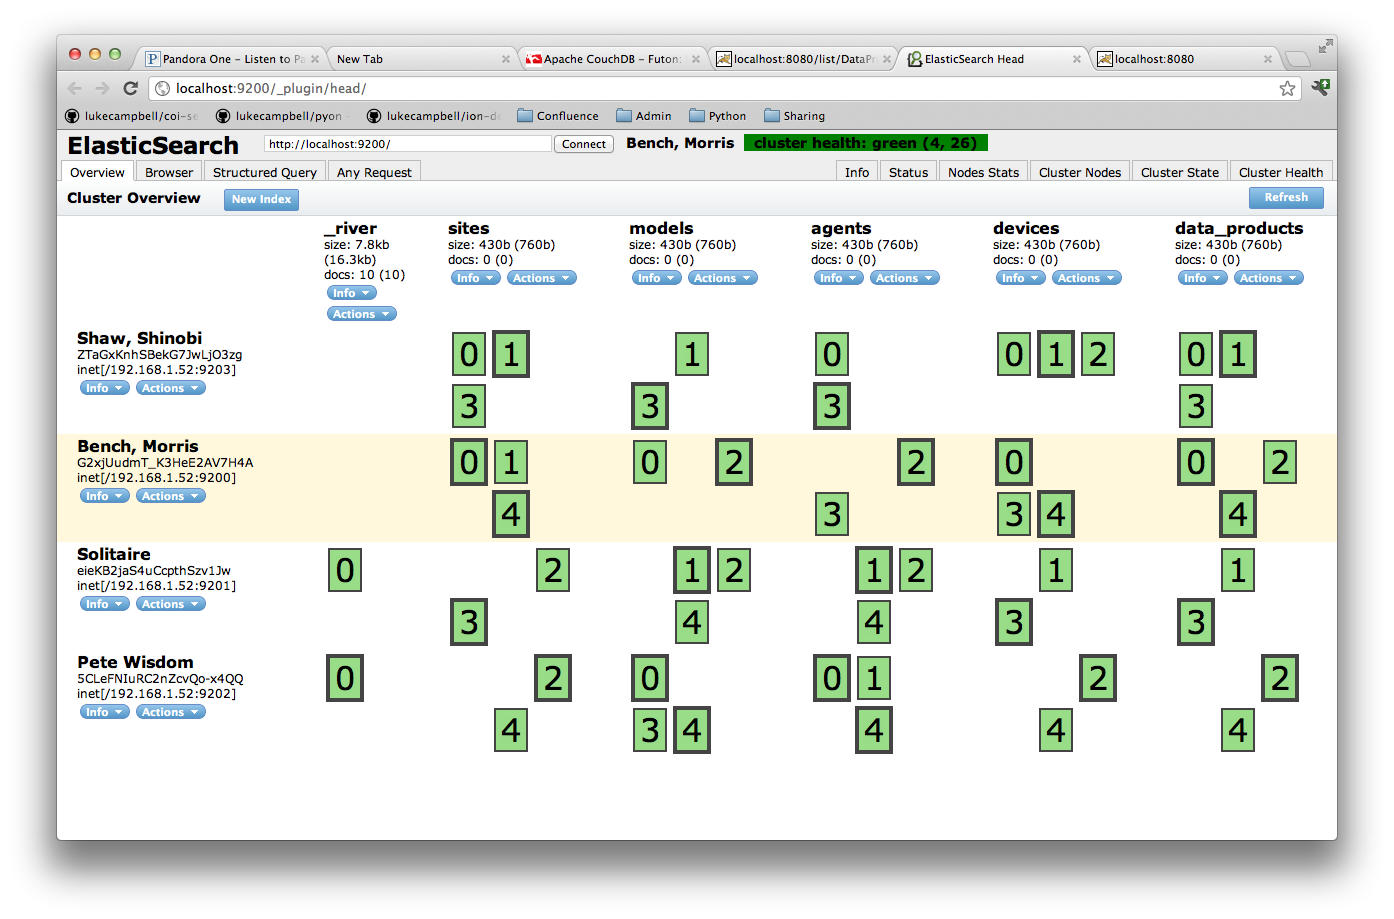 Pandora One – Listen to Pa
New Tab
Apache CouchDB – Futon:
localhost:8080/list/DataPr
ElasticSearch Head
localhost:8080
localhost:9200/_plugin/head/
lukecampbell/coi-se
lukecampbell/pyon
lukecampbell/ion-de
Confluence
Admin
Python
Sharing
ElasticSearch
http://localhost:9200/
Connect
Bench, Morris
cluster health: green (4, 26)
Overview
Browser
Structured Query
Any Request
Info
Status
Nodes Stats
Cluster Nodes
Cluster State
Cluster Health
Cluster Overview
New Index
Refresh
_river
size: 7.8kb
(16.3kb)
docs: 10 (10)
Info
Actions
sites
size: 430b (760b)
docs: 0 (0)
Info Actions
models
size: 430b (760b)
docs: 0 (0)
Info Actions
agents
size: 430b (760b)
docs: 0 (0)
Info Actions
devices
size: 430b (760b)
docs: 0 (0)
Info Actions
data_products
size: 430b (760b)
docs: 0 (0)
Info Actions
Shaw, Shinobi
ZTaGxKnhSBekG7JwLjO3zg
inet[/192.168.1.52:9203]
Info Actions
0 1 1 0 0 1 2 0 1
3 3 3 3
Bench, Morris
G2xjUudmT_K3HeE2AV7H4A
inet[/192.168.1.52:9200]
Info Actions
0 1 0 2 2 0 0 2
4 3 3 4 4
Solitaire
eieKB2jaS4uCcpthSzv1Jw
inet[/192.168.1.52:9201]
Info Actions
0 2 1 2 1 2 1 1
3 4 4 3 3
Pete Wisdom
5CLeFNIuRC2nZcvQo-x4QQ
inet[/192.168.1.52:9202]
Info Actions
0 2 0 0 1 2 2
4 3 4 4 4 4